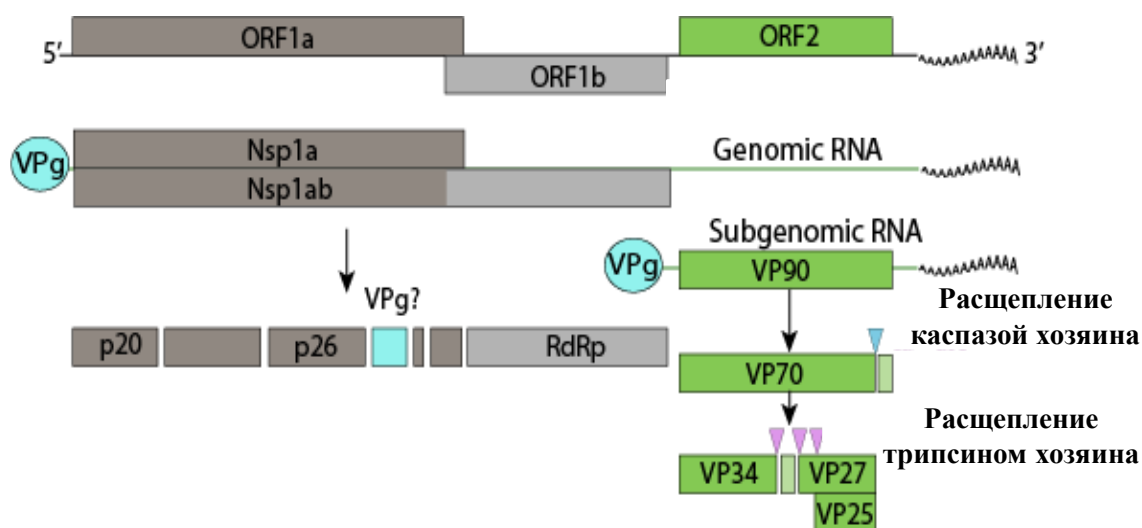 ORF1a
ORF2
5’
3’
ORF1b
VPg
Nsp1a
Genomic RNA
Nsp1ab
Subgenomic RNA
VPg
VP90
VPg?
Расщепление
каспазой хозяина
p20
p26
RdRp
VP70
Расщепление
трипсином хозяина
VP34
VP27
VP25